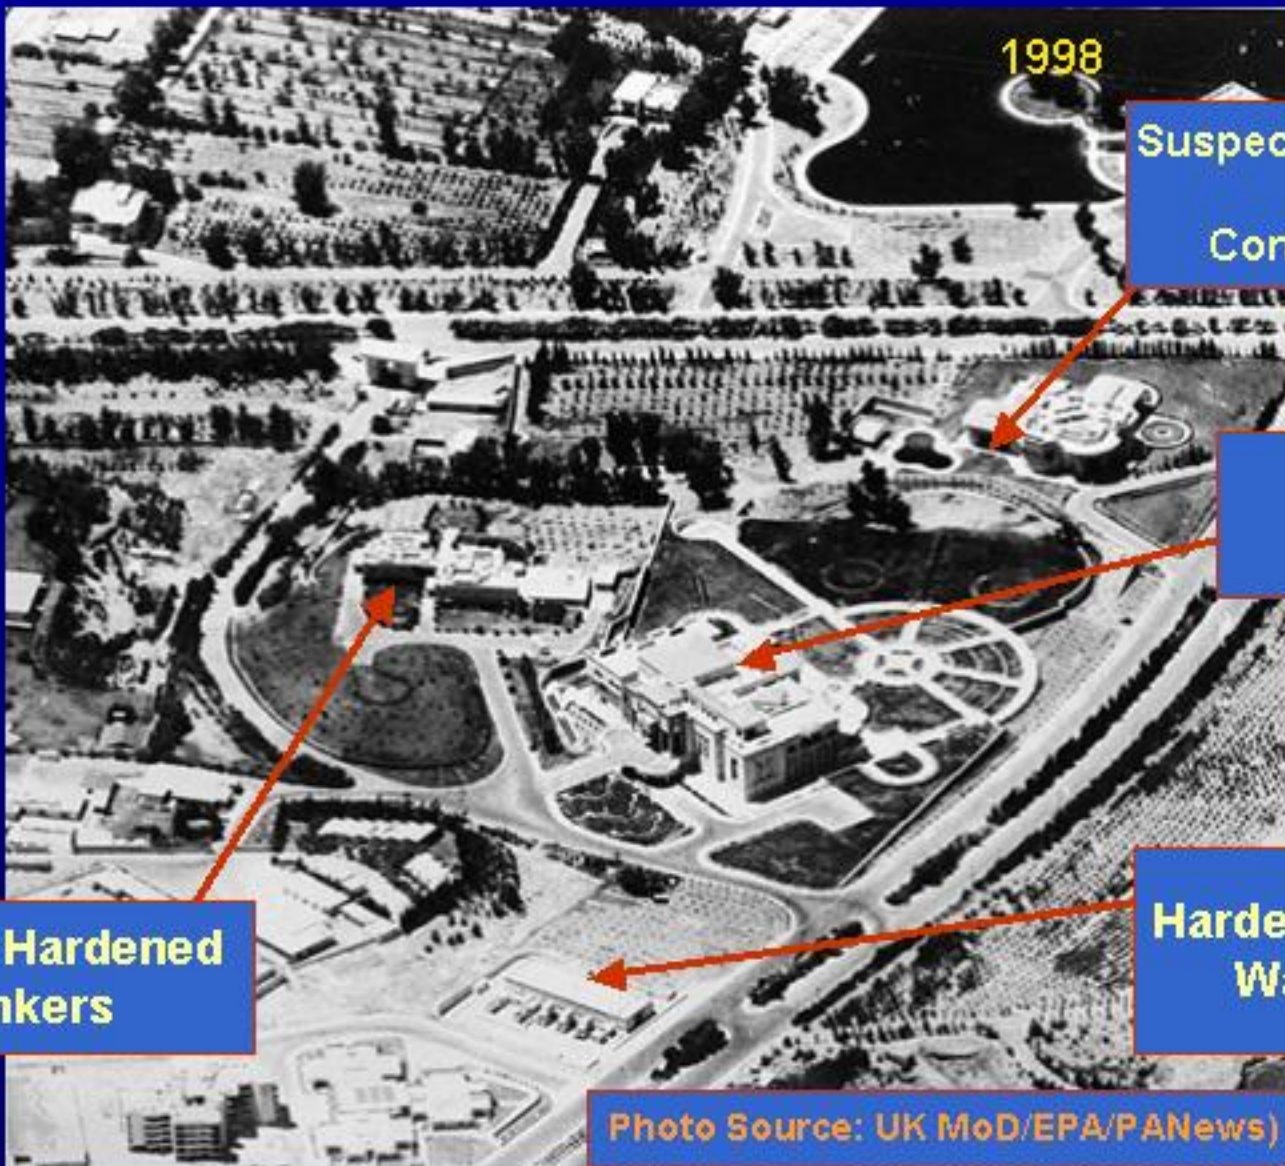 1998
Suspec
Con
Hardened
nkers
Harde
Wa
Photo Source: UK MoD/EPA/PANews)